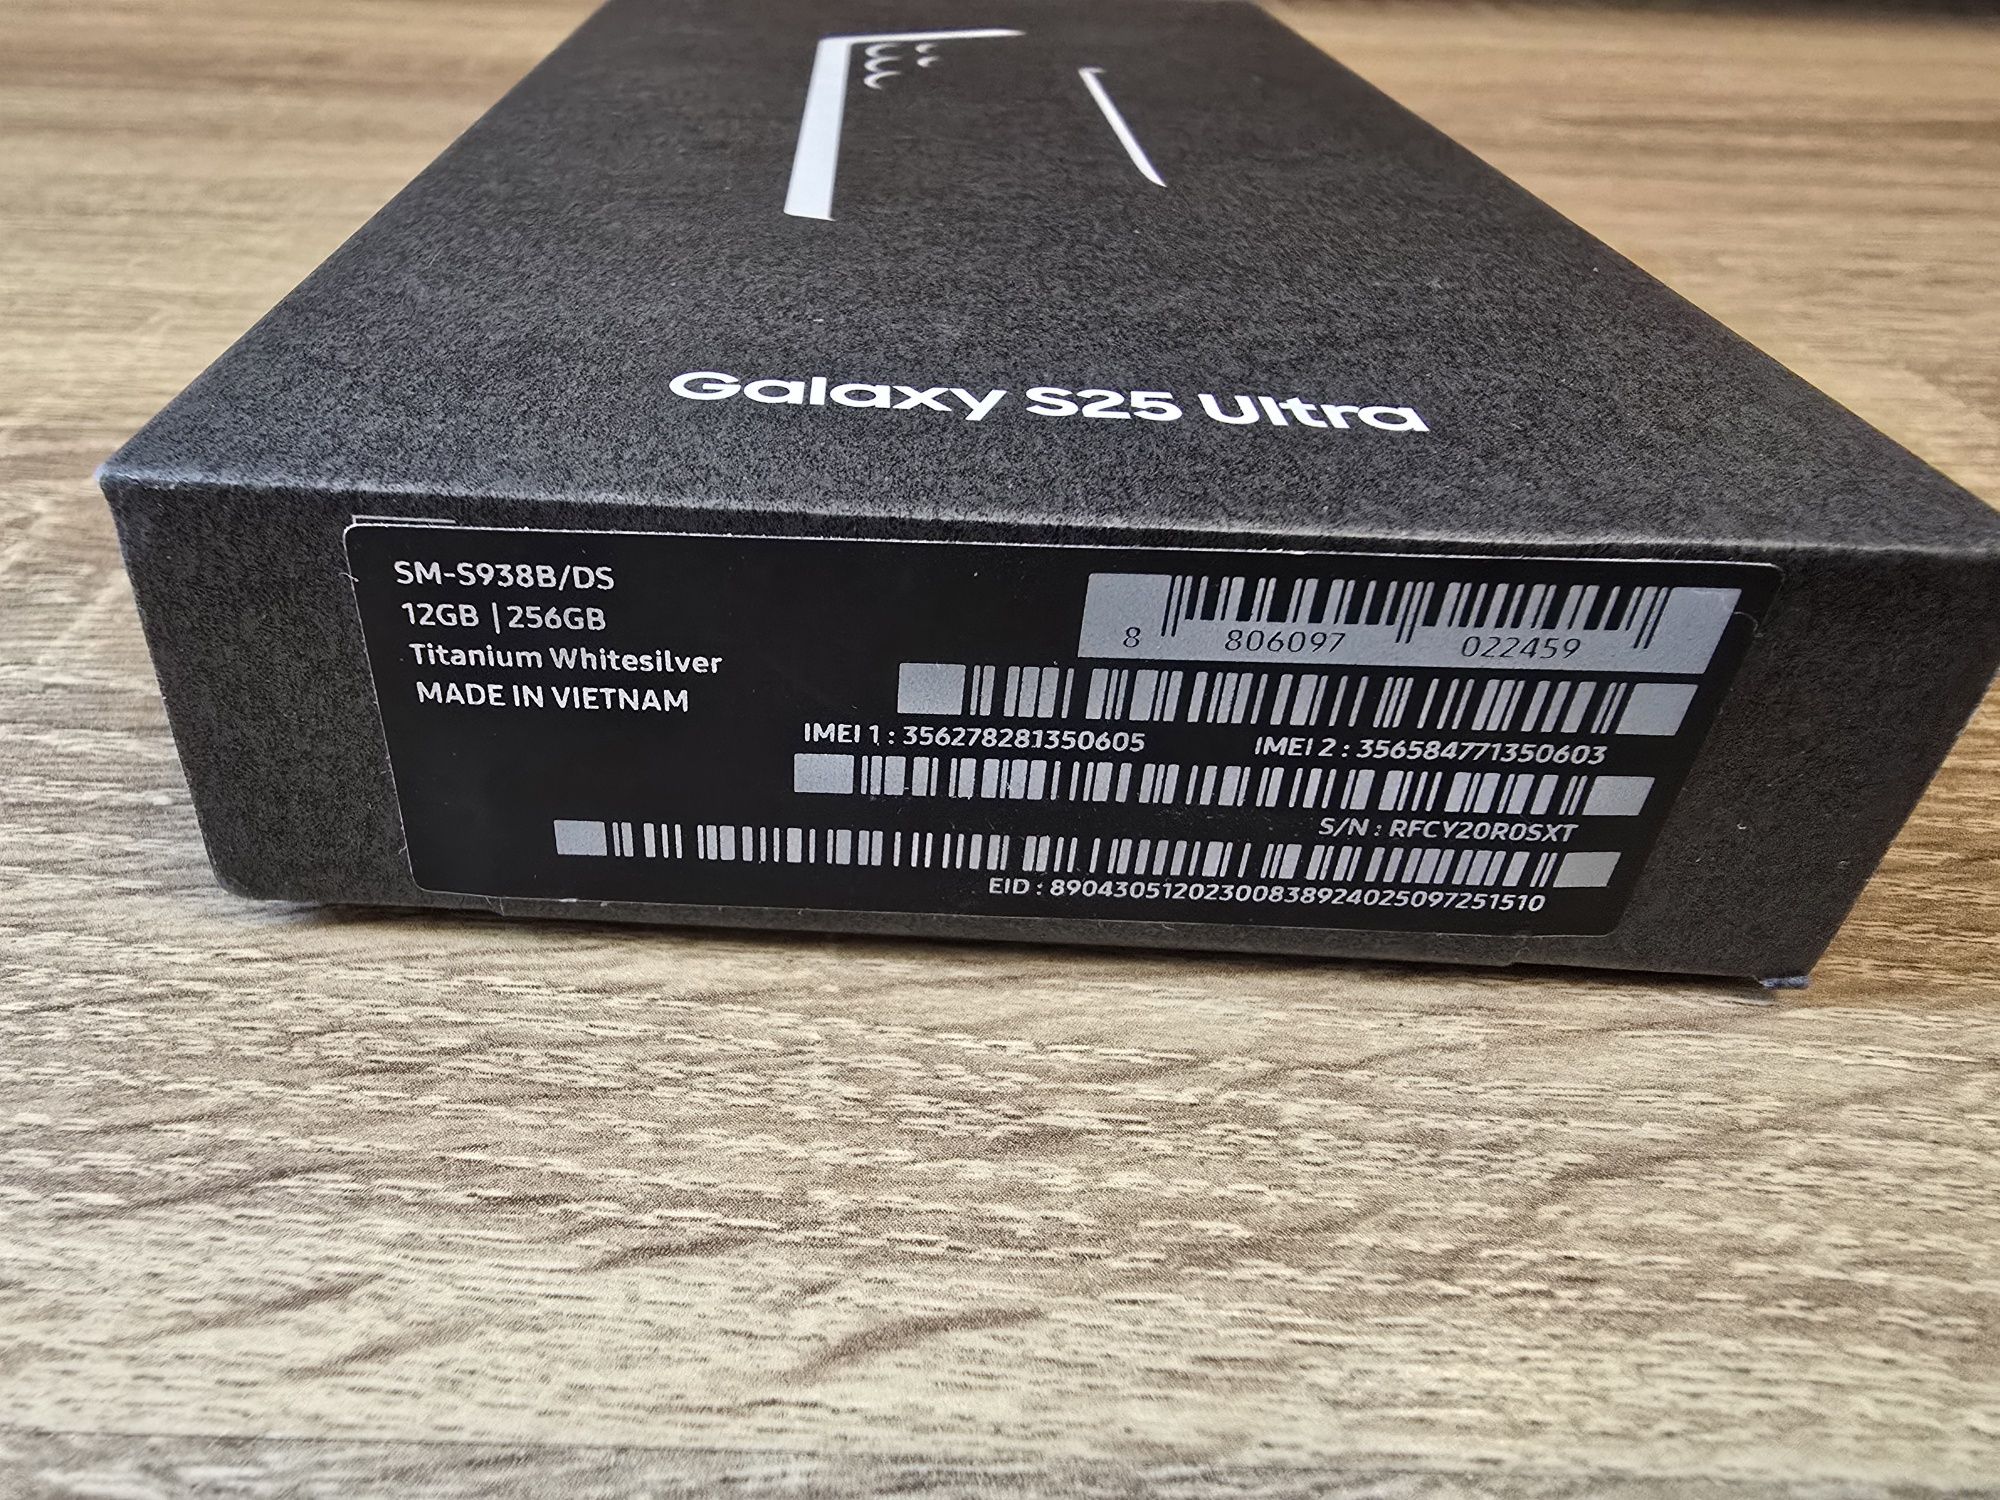 Galaxy S25 Ultra
SM-S938B/DS
12GB | 256GB
Titanium Whitesilver
MADE IN VIETNAM
8 806097 022459
IMEI 1 : 356278281350605 IMEI 2 : 356584771350603
S/N : RFCY20R0SXT
EID : 89043051202300838924025097251510